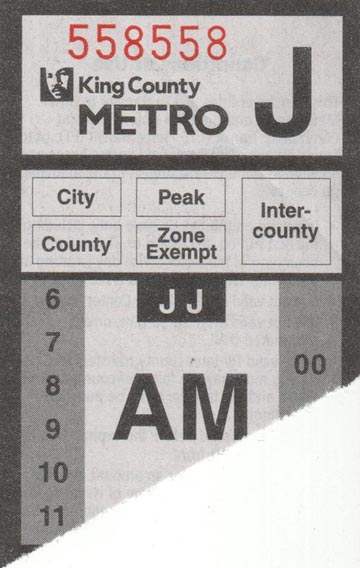 558558
King County
METRO
J
City
Peak
Inter-
county
County
Zone
Exempt
J J
6
7
8
9
10
11
AM
00